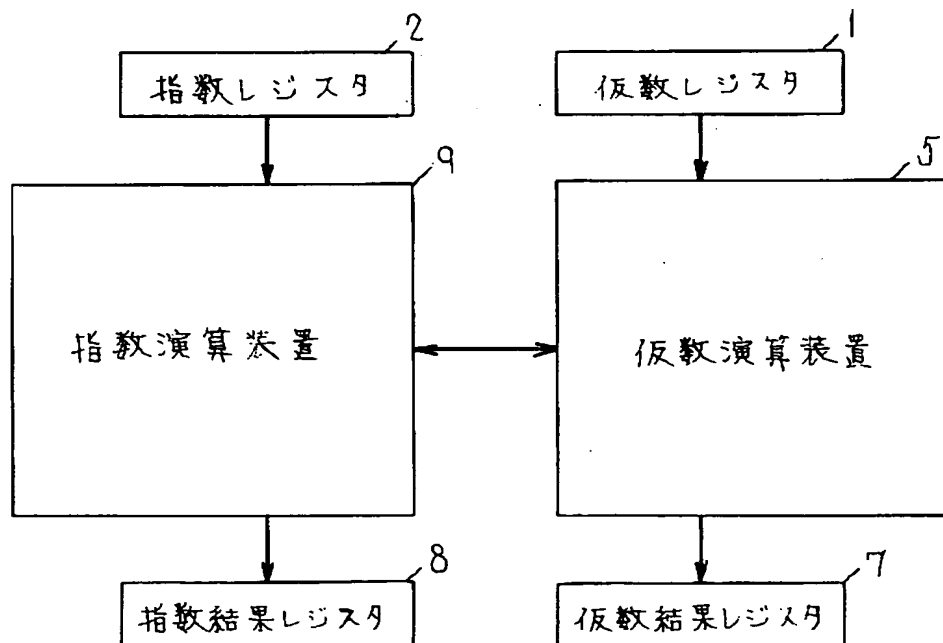 2
指数レジスタ
1
仮数レジスタ
9
指数演算装置
5
仮数演算装置
8
指数結果レジスタ
7
仮数結果レジスタ